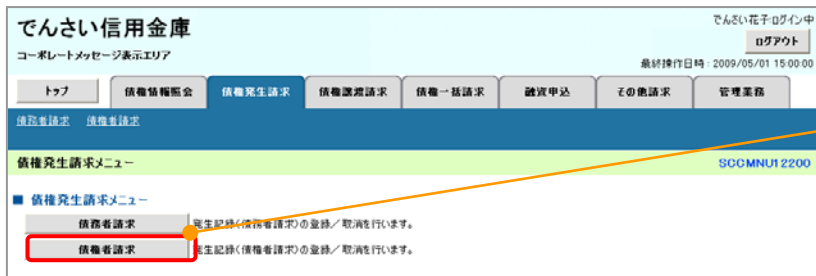 でんさい信用金庫
でんさい花子:ログイン中
ログアウト
コーポレートメッセージ表示エリア
最終操作日時:2009/05/01 15:00:00
トップ 債権情報照会 債権発生請求 債権譲渡請求 債権一括請求 融資申込 その他請求 管理業務
債務者請求 債権者請求
債権発生請求メニュー SCCMNU12200
■ 債権発生請求メニュー
債務者請求 発生記録(債務者請求)の登録/取消を行います。
債権者請求 発生記録(債権者請求)の登録/取消を行います。